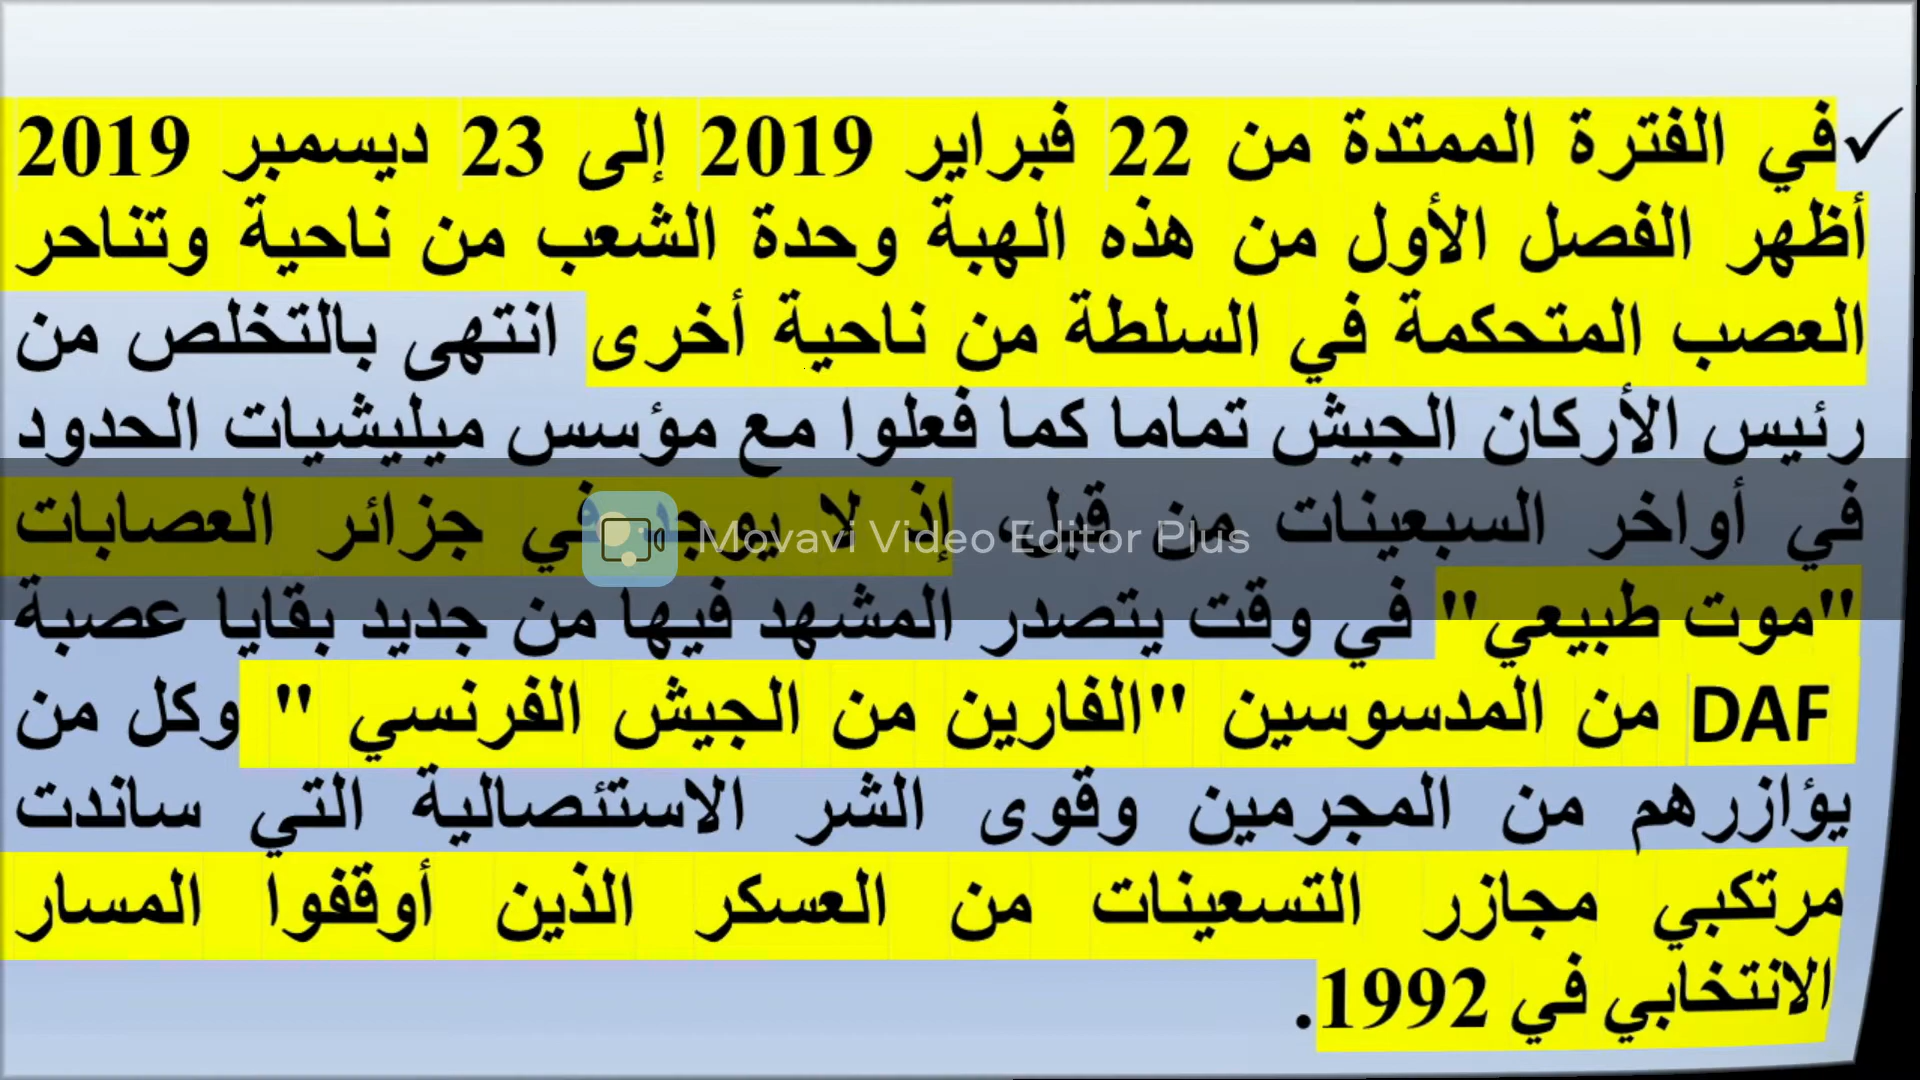 ✓في الفترة الممتدة من 22 فبراير 2019 إلى 23 ديسمبر 2019
أظهر الفصل الأول من هذه الهبة وحدة الشعب من ناحية وتناحر
العصب المتحكمة في السلطة من ناحية أخرى انتهى بالتخلص من
رئيس الأركان الجيش تماما كما فعلوا مع مؤسس ميليشيات الحدود
في أواخر السبعينات من قبل، إذ لا يوجد في جزائر العصابات
Movavi Video Editor Plus
"موت طبيعي" في وقت يتصدر المشهد فيها من جديد بقايا عصبة
DAF من المدسوسين "الفارين من الجيش الفرنسي " وكل من
يؤازرهم من المجرمين وقوى الشر الاستئصالية التي ساندت
مرتكبي مجازر التسعينات من العسكر الذين أوقفوا المسار
الانتخابي في 1992.